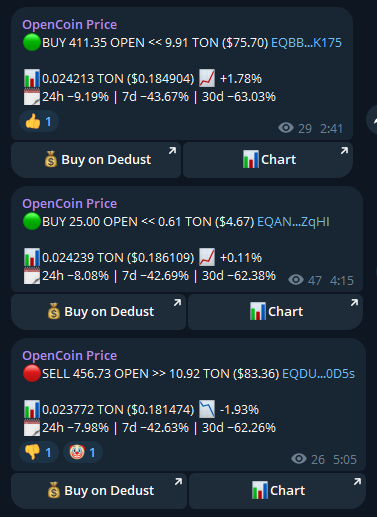 OpenCoin Price
🟢BUY 411.35 OPEN << 9.91 TON ($75.70) EQBB...K175
📊0.024213 TON ($0.184904) 📈 +1.78%
🗓24h −9.19% | 7d −43.67% | 30d −63.03%
👍 1
29 2:41
💰Buy on Dedust
📊Chart
OpenCoin Price
🟢BUY 25.00 OPEN << 0.61 TON ($4.67) EQAN...ZqHI
📊0.024239 TON ($0.186109) 📈 +0.11%
🗓24h −8.08% | 7d −42.69% | 30d −62.38%
47 4:15
💰Buy on Dedust
📊Chart
OpenCoin Price
🔴SELL 456.73 OPEN >> 10.92 TON ($83.36) EQDU...0D5s
📊0.023772 TON ($0.181474) 📉 -1.93%
🗓24h −7.98% | 7d −42.63% | 30d −62.26%
👎 1 🤡 1
26 5:05
💰Buy on Dedust
📊Chart